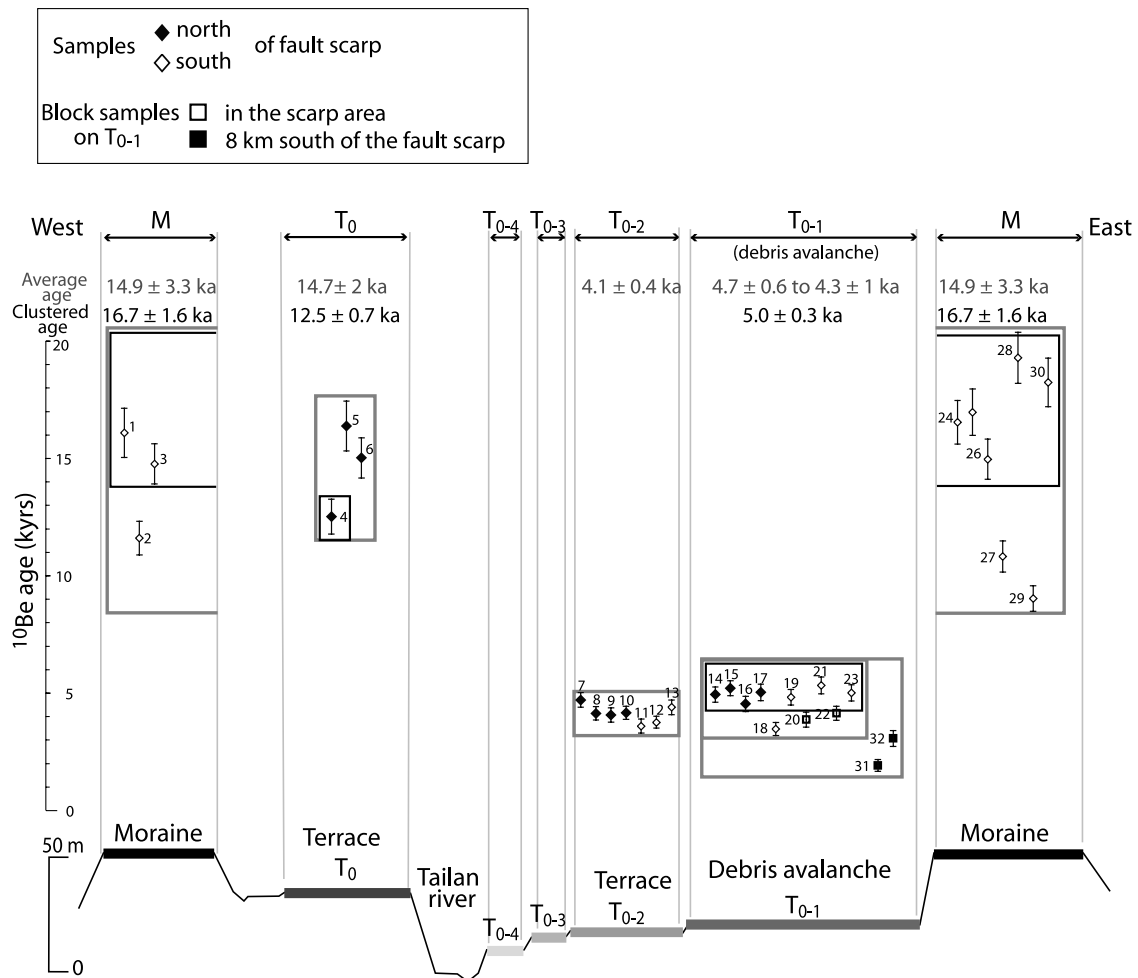 Samples north of fault scarp
south
Block samples on T0-1 in the scarp area
8 km south of the fault scarp
West M T0 T0-4 T0-3 T0-2 T0-1 M East
(debris avalanche)
Average age 14.9 ± 3.3 ka 14.7± 2 ka 4.1 ± 0.4 ka 4.7 ± 0.6 to 4.3 ± 1 ka 14.9 ± 3.3 ka
Clustered age 16.7 ± 1.6 ka 12.5 ± 0.7 ka 5.0 ± 0.3 ka 16.7 ± 1.6 ka
10Be age (kyrs)
20
15
10
5
0
1
3
2
5
6
4
7
8 9 10
11 12 13
14 15 16 17
18 19 20 21 22 23
32
31
28
30
24
26
27
29
50 m
0
Moraine
Terrace
T0
Tailan
river
T0-4
T0-3
Terrace
T0-2
Debris avalanche
T0-1
Moraine